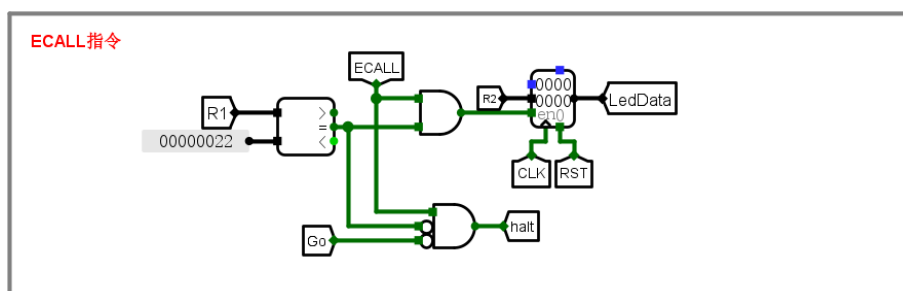 ECALL指令
ECALL
R1
>
=
<
00000022
R2
0000
0000
en0
LedData
CLK
RST
Go
halt